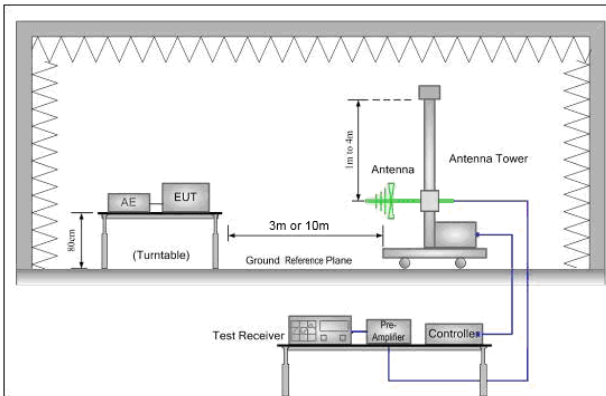 1m to 4m
Antenna
Antenna Tower
AE
EUT
80cm
(Turntable)
3m or 10m
Ground Reference Plane
Test Receiver
Pre-
Amplifier
Controller